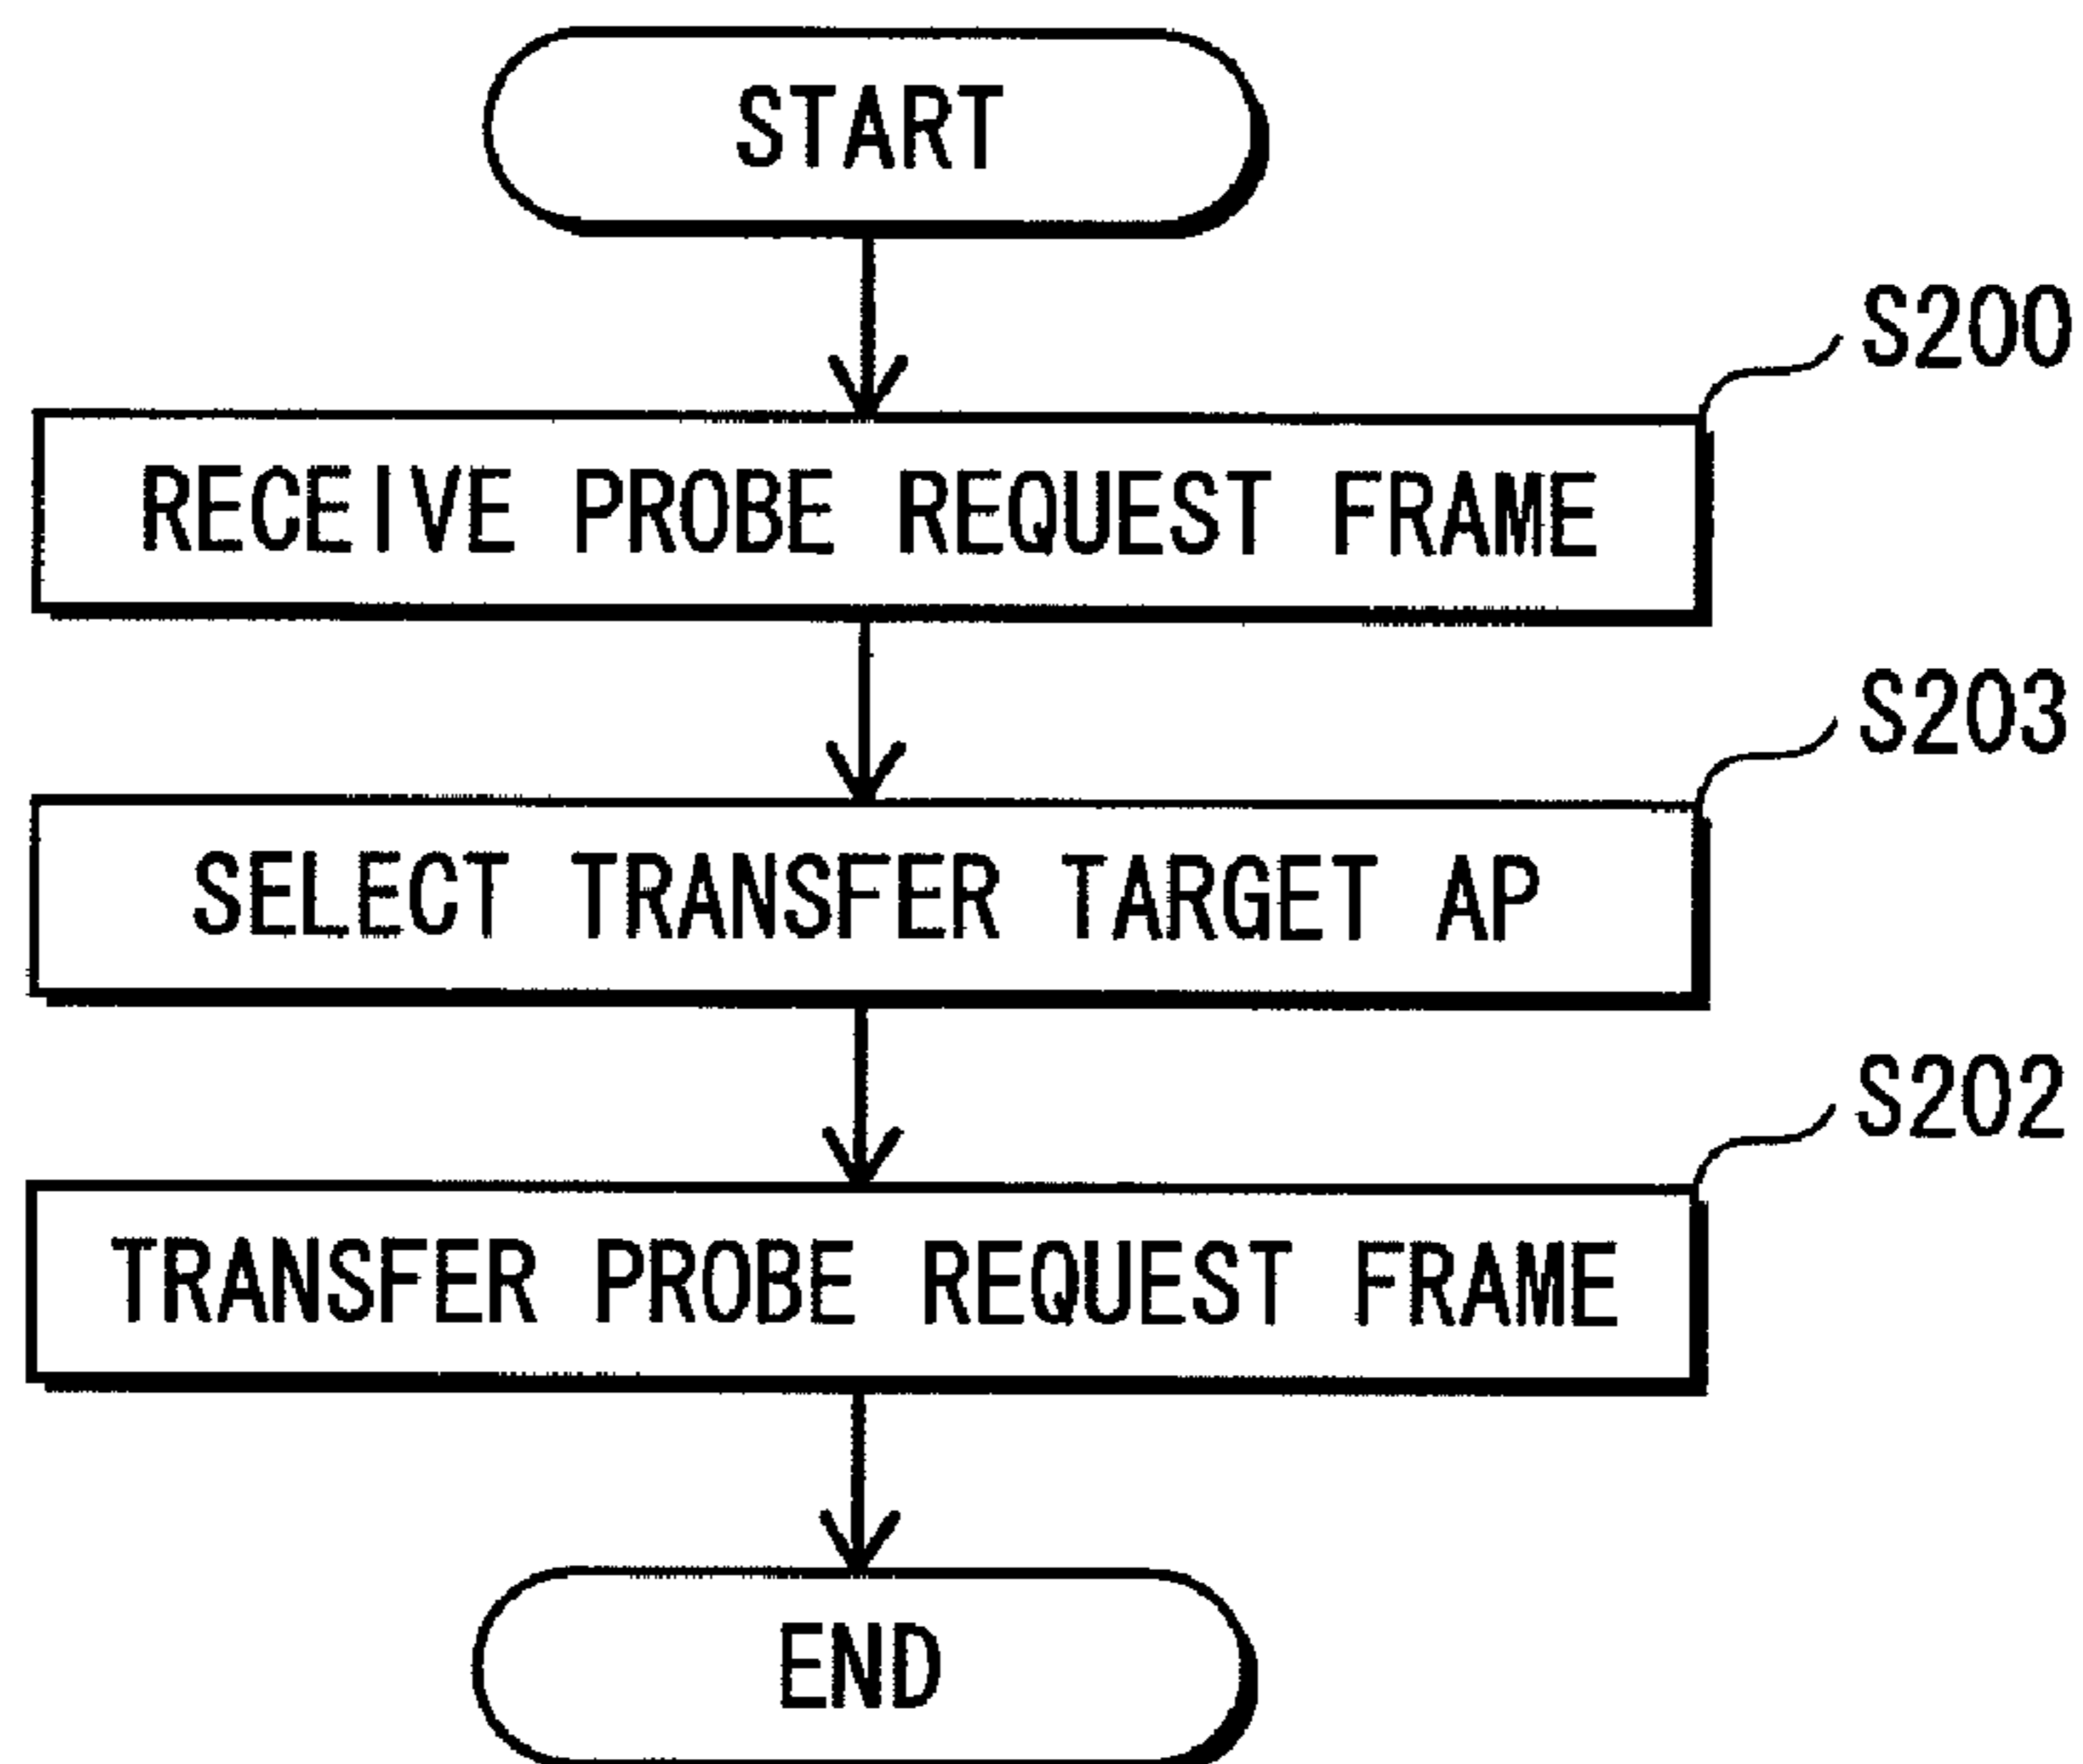 START
S200
RECEIVE PROBE REQUEST FRAME
S203
SELECT TRANSFER TARGET AP
S202
TRANSFER PROBE REQUEST FRAME
END